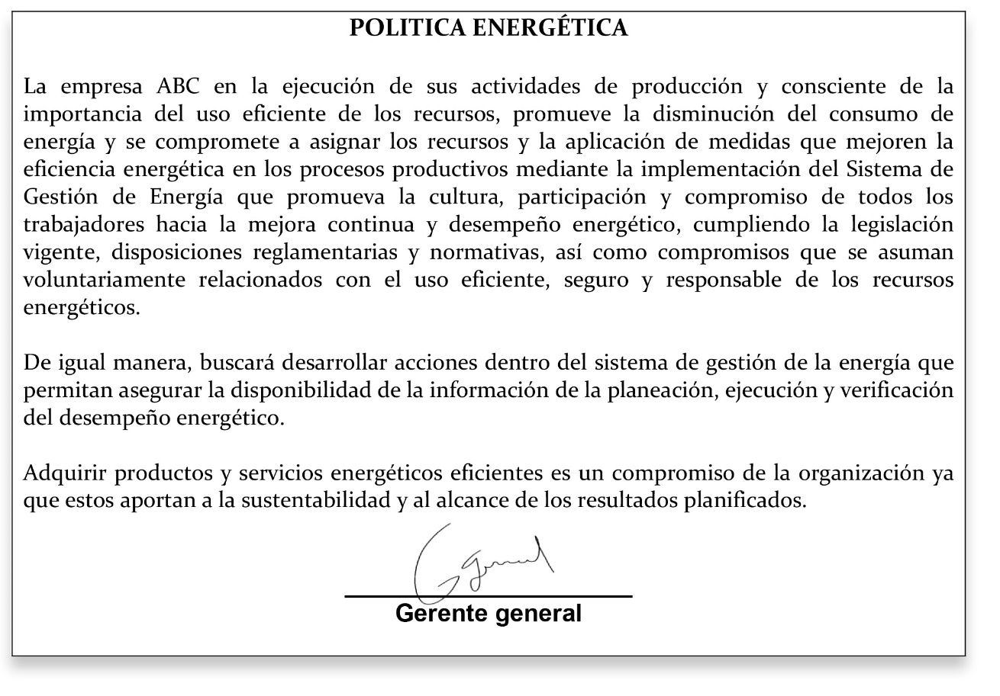 POLITICA ENERGÉTICA
La empresa ABC en la ejecución de sus actividades de producción y consciente de la
importancia del uso eficiente de los recursos, promueve la disminución del consumo de
energía y se compromete a asignar los recursos y la aplicación de medidas que mejoren la
eficiencia energética en los procesos productivos mediante la implementación del Sistema de
Gestión de Energía que promueva la cultura, participación y compromiso de todos los
trabajadores hacia la mejora continua y desempeño energético, cumpliendo la legislación
vigente, disposiciones reglamentarias y normativas, así como compromisos que se asuman
voluntariamente relacionados con el uso eficiente, seguro y responsable de los recursos
energéticos.
De igual manera, buscará desarrollar acciones dentro del sistema de gestión de la energía que
permitan asegurar la disponibilidad de la información de la planeación, ejecución y verificación
del desempeño energético.
Adquirir productos y servicios energéticos eficientes es un compromiso de la organización ya
que estos aportan a la sustentabilidad y al alcance de los resultados planificados.
Gerente general